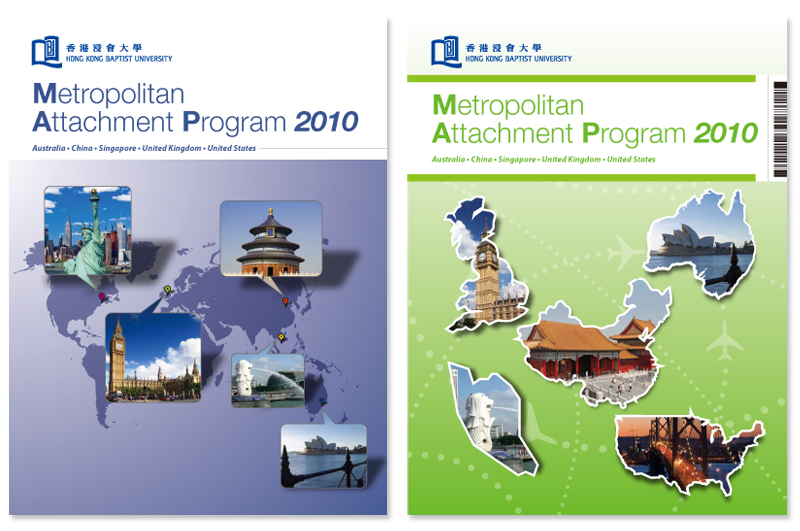 香港浸會大學
HONG KONG BAPTIST UNIVERSITY
Metropolitan
Attachment Program 2010
Australia • China • Singapore • United Kingdom • United States
香港浸會大學
HONG KONG BAPTIST UNIVERSITY
Metropolitan
Attachment Program 2010
Australia • China • Singapore • United Kingdom • United States